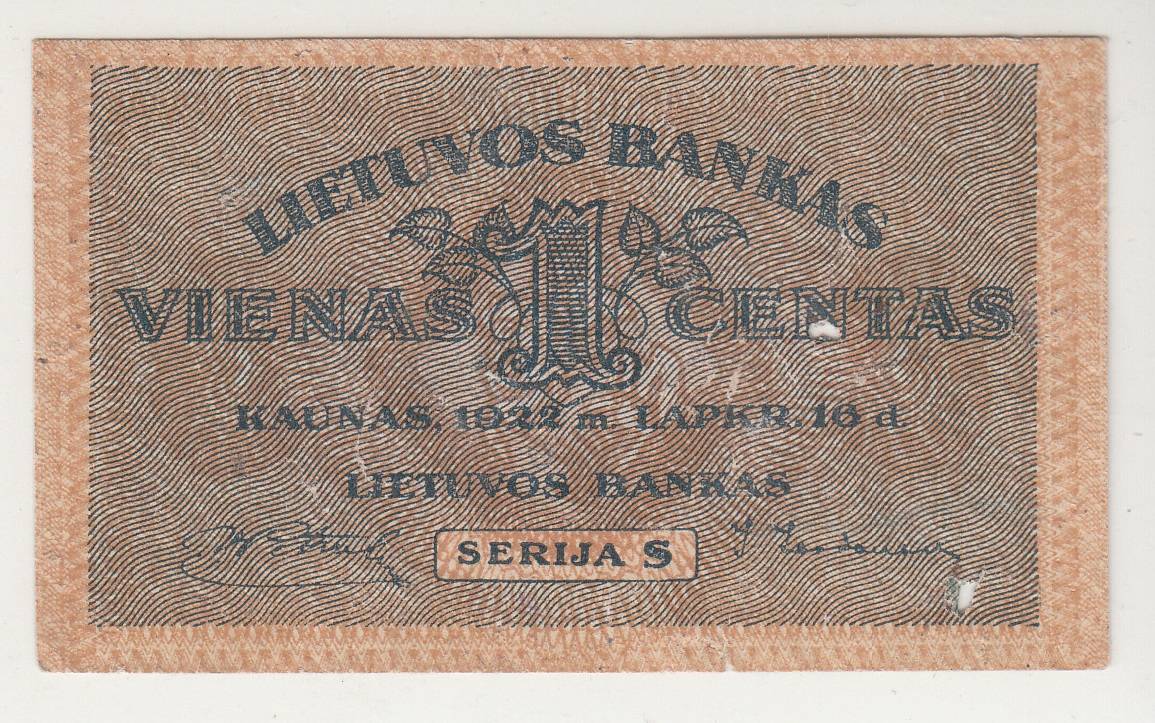 LIETUVOS BANKAS
VIENAS 1 CENTAS
KAUNAS, 1922 m. LAPKR. 16 d.
LIETUVOS BANKAS
SERIJA S